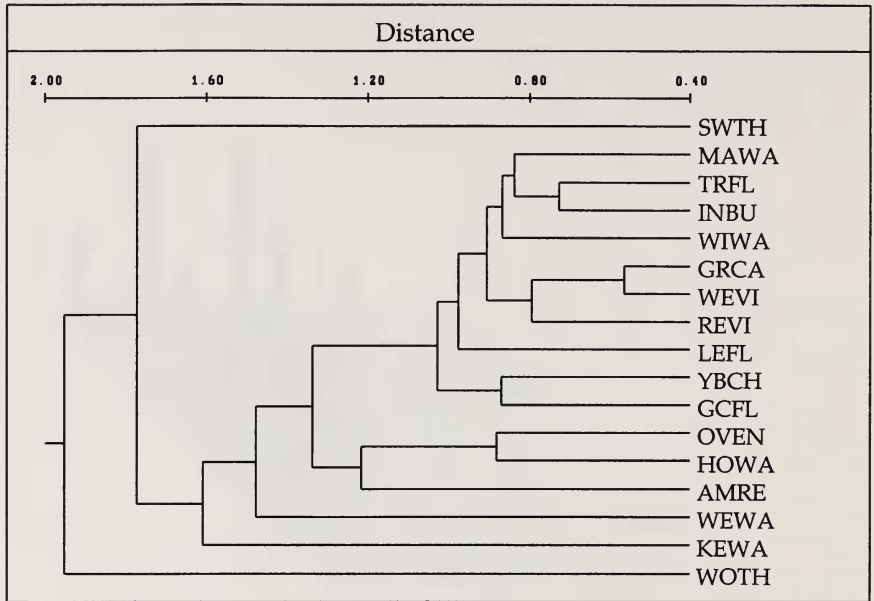 Distance
2.00 1.60 1.20 0.80 0.40
SWTH
MAWA
TRFL
INBU
WIWA
GRCA
WEVI
REVI
LEFL
YBCH
GCFL
OVEN
HOWA
AMRE
WEWA
KEWA
WOTH